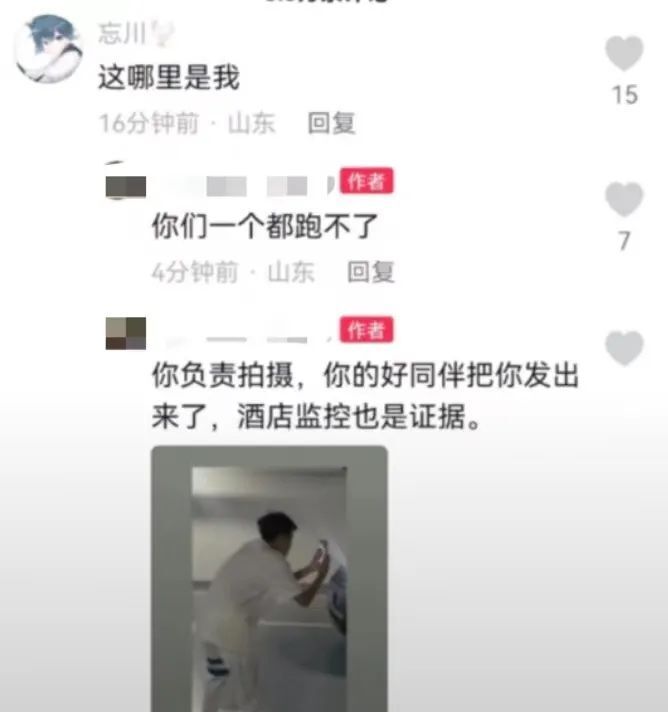 忘川
这哪里是我
15
16分钟前 · 山东 回复
作者
你们一个都跑不了
7
4分钟前 · 山东 回复
作者
你负责拍摄，你的好同伴把你发出
来了，酒店监控也是证据。